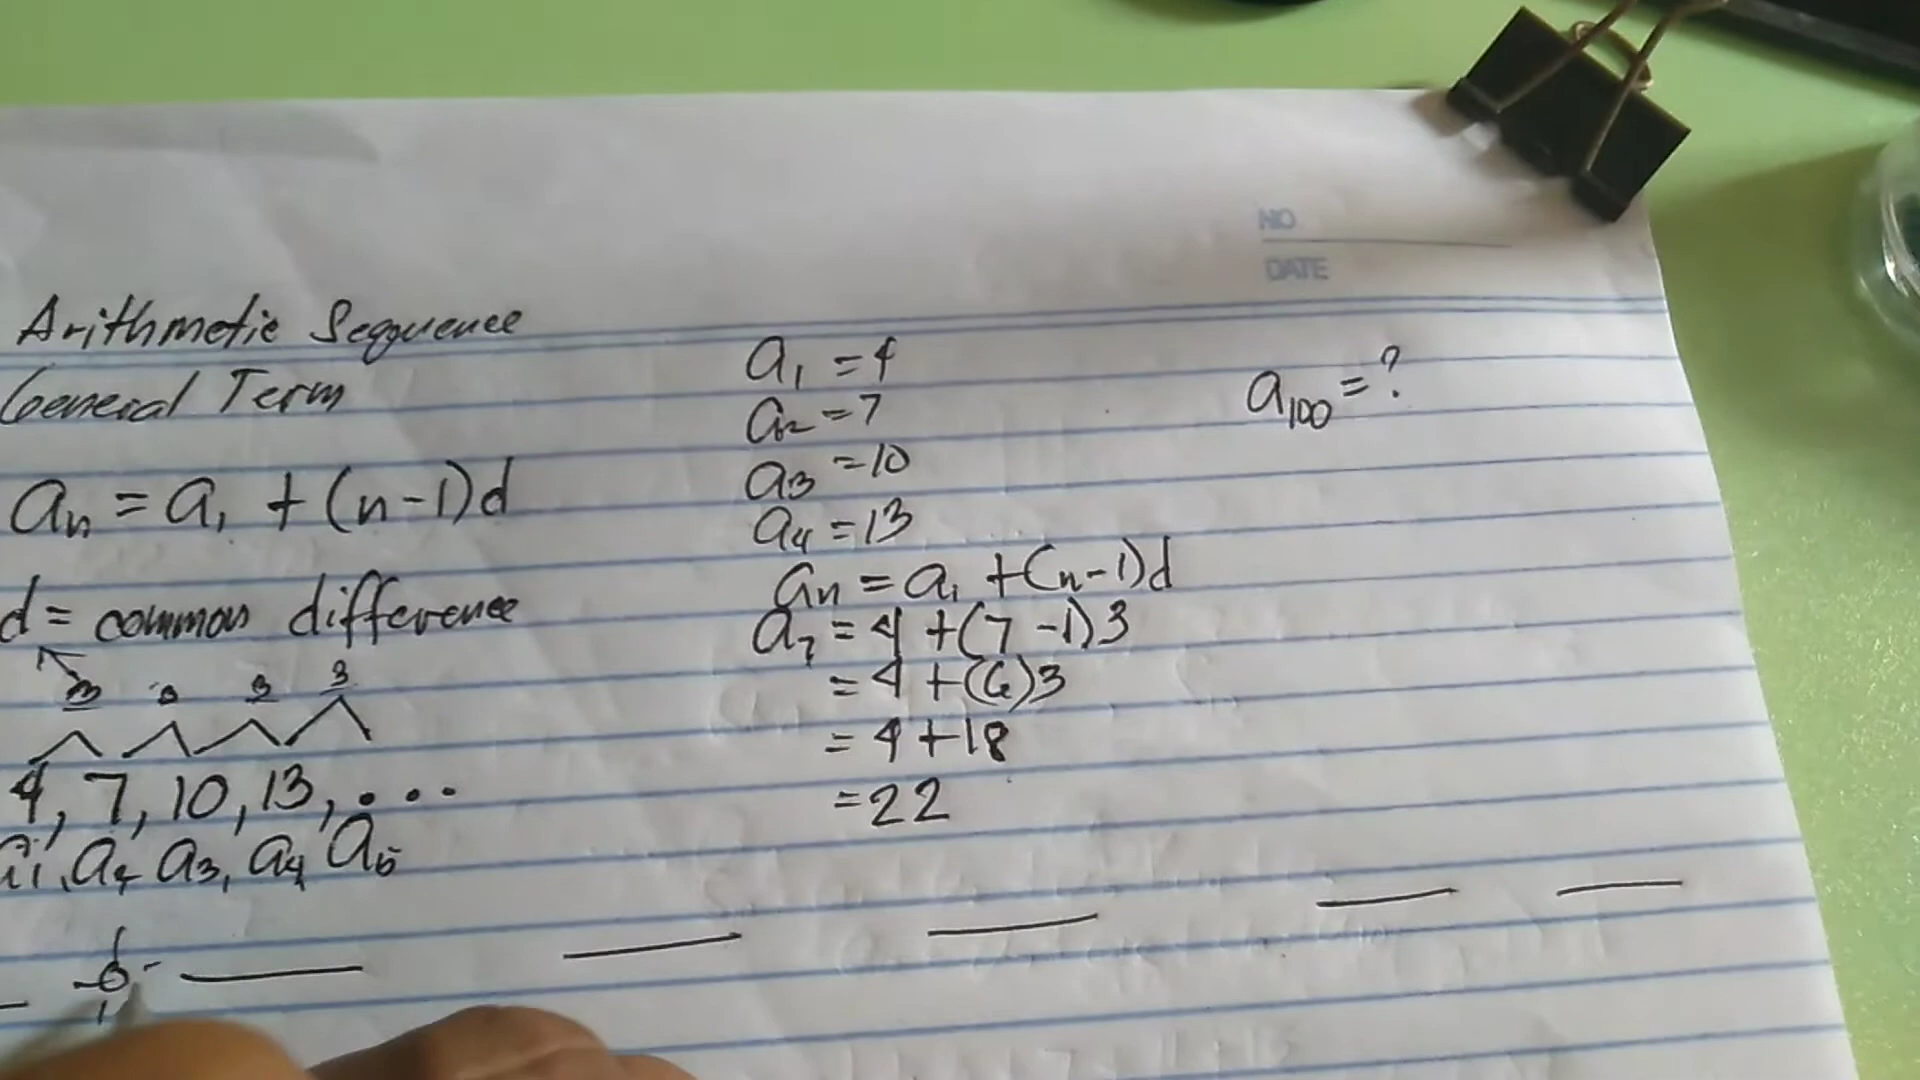 NO
DATE
Arithmetic Sequence
General Term
aₙ = a₁ + (n-1)d
d = common difference
3 3 3
4, 7, 10, 13, . . .
a₁, a₂ a₃, a₄ a₅
a₁ = 4
a₂ = 7
a₃ = 10
a₄ = 13
aₙ = a₁ + (n-1)d
a₇ = 4 + (7-1)3
= 4 + (6)3
= 4 + 18
= 22
a₁₀₀ = ?